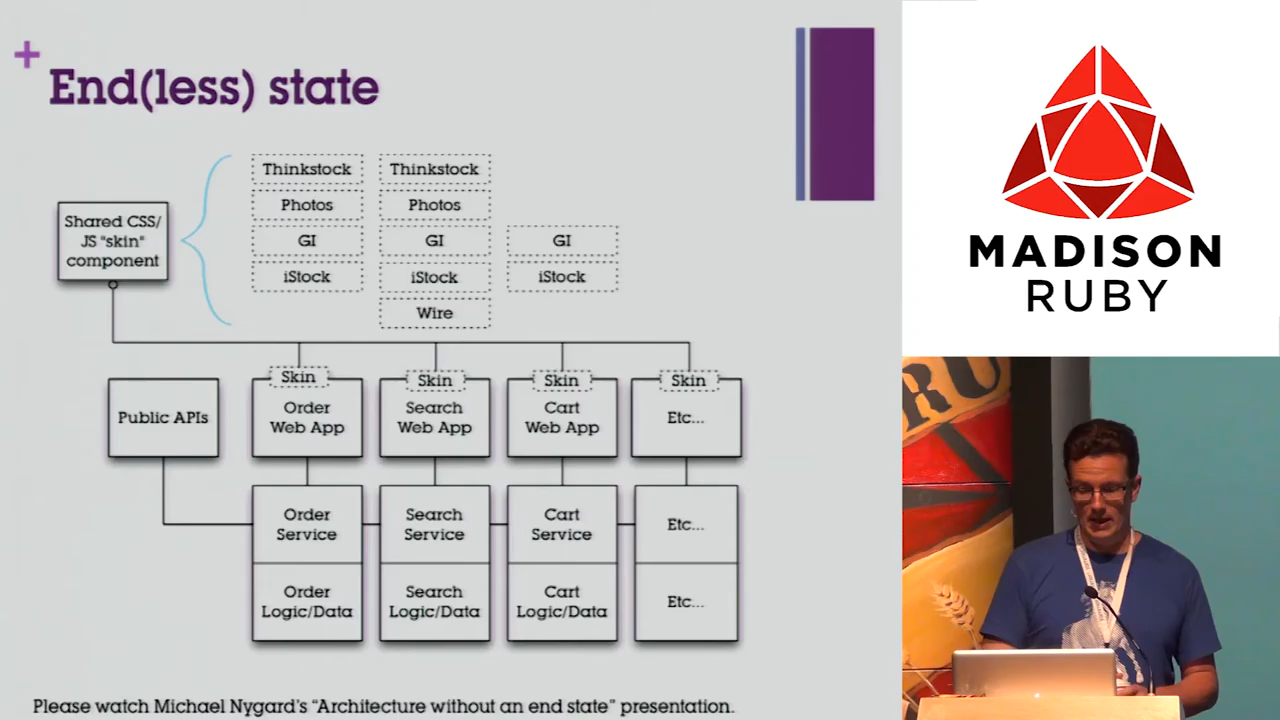 +
End(less) state
Thinkstock
Photos
GI
iStock
Thinkstock
Photos
GI
iStock
Wire
GI
iStock
Shared CSS/
JS "skin"
component
Skin
Skin
Skin
Skin
Public APIs
Order
Web App
Search
Web App
Cart
Web App
Etc...
Order
Service
Search
Service
Cart
Service
Etc...
Order
Logic/Data
Search
Logic/Data
Cart
Logic/Data
Etc...
Please watch Michael Nygard's “Architecture without an end state” presentation.
MADISON
RUBY